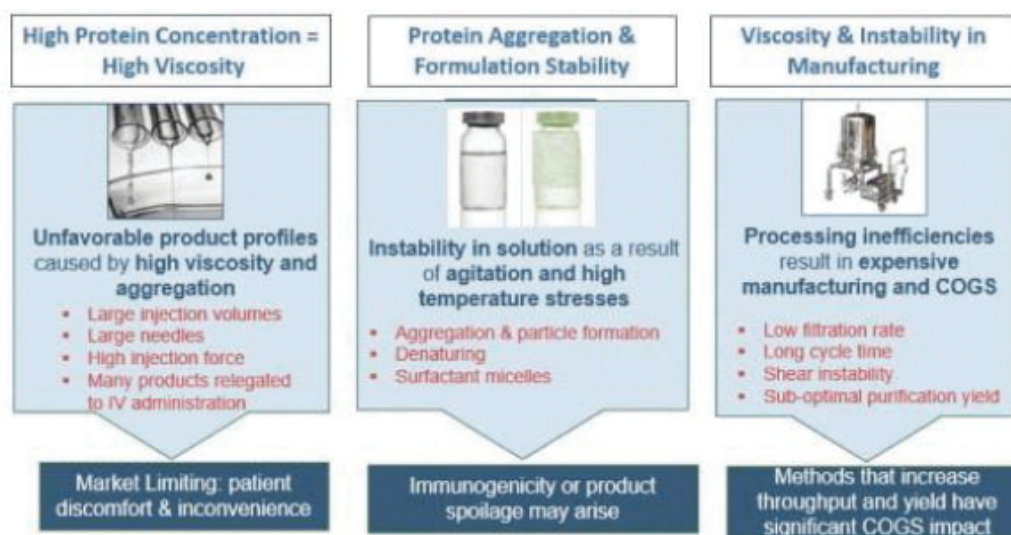 High Protein Concentration =
High Viscosity
Unfavorable product profiles
caused by high viscosity and
aggregation
▪ Large injection volumes
▪ Large needles
▪ High injection force
▪ Many products relegated
to IV administration
Market Limiting: patient
discomfort & inconvenience
Protein Aggregation &
Formulation Stability
Instability in solution as a result
of agitation and high
temperature stresses
▪ Aggregation & particle formation
▪ Denaturing
▪ Surfactant micelles
Immunogenicity or product
spoilage may arise
Viscosity & Instability in
Manufacturing
Processing inefficiencies
result in expensive
manufacturing and COGS
▪ Low filtration rate
▪ Long cycle time
▪ Shear instability
▪ Sub-optimal purification yield
Methods that increase
throughput and yield have
significant COGS impact